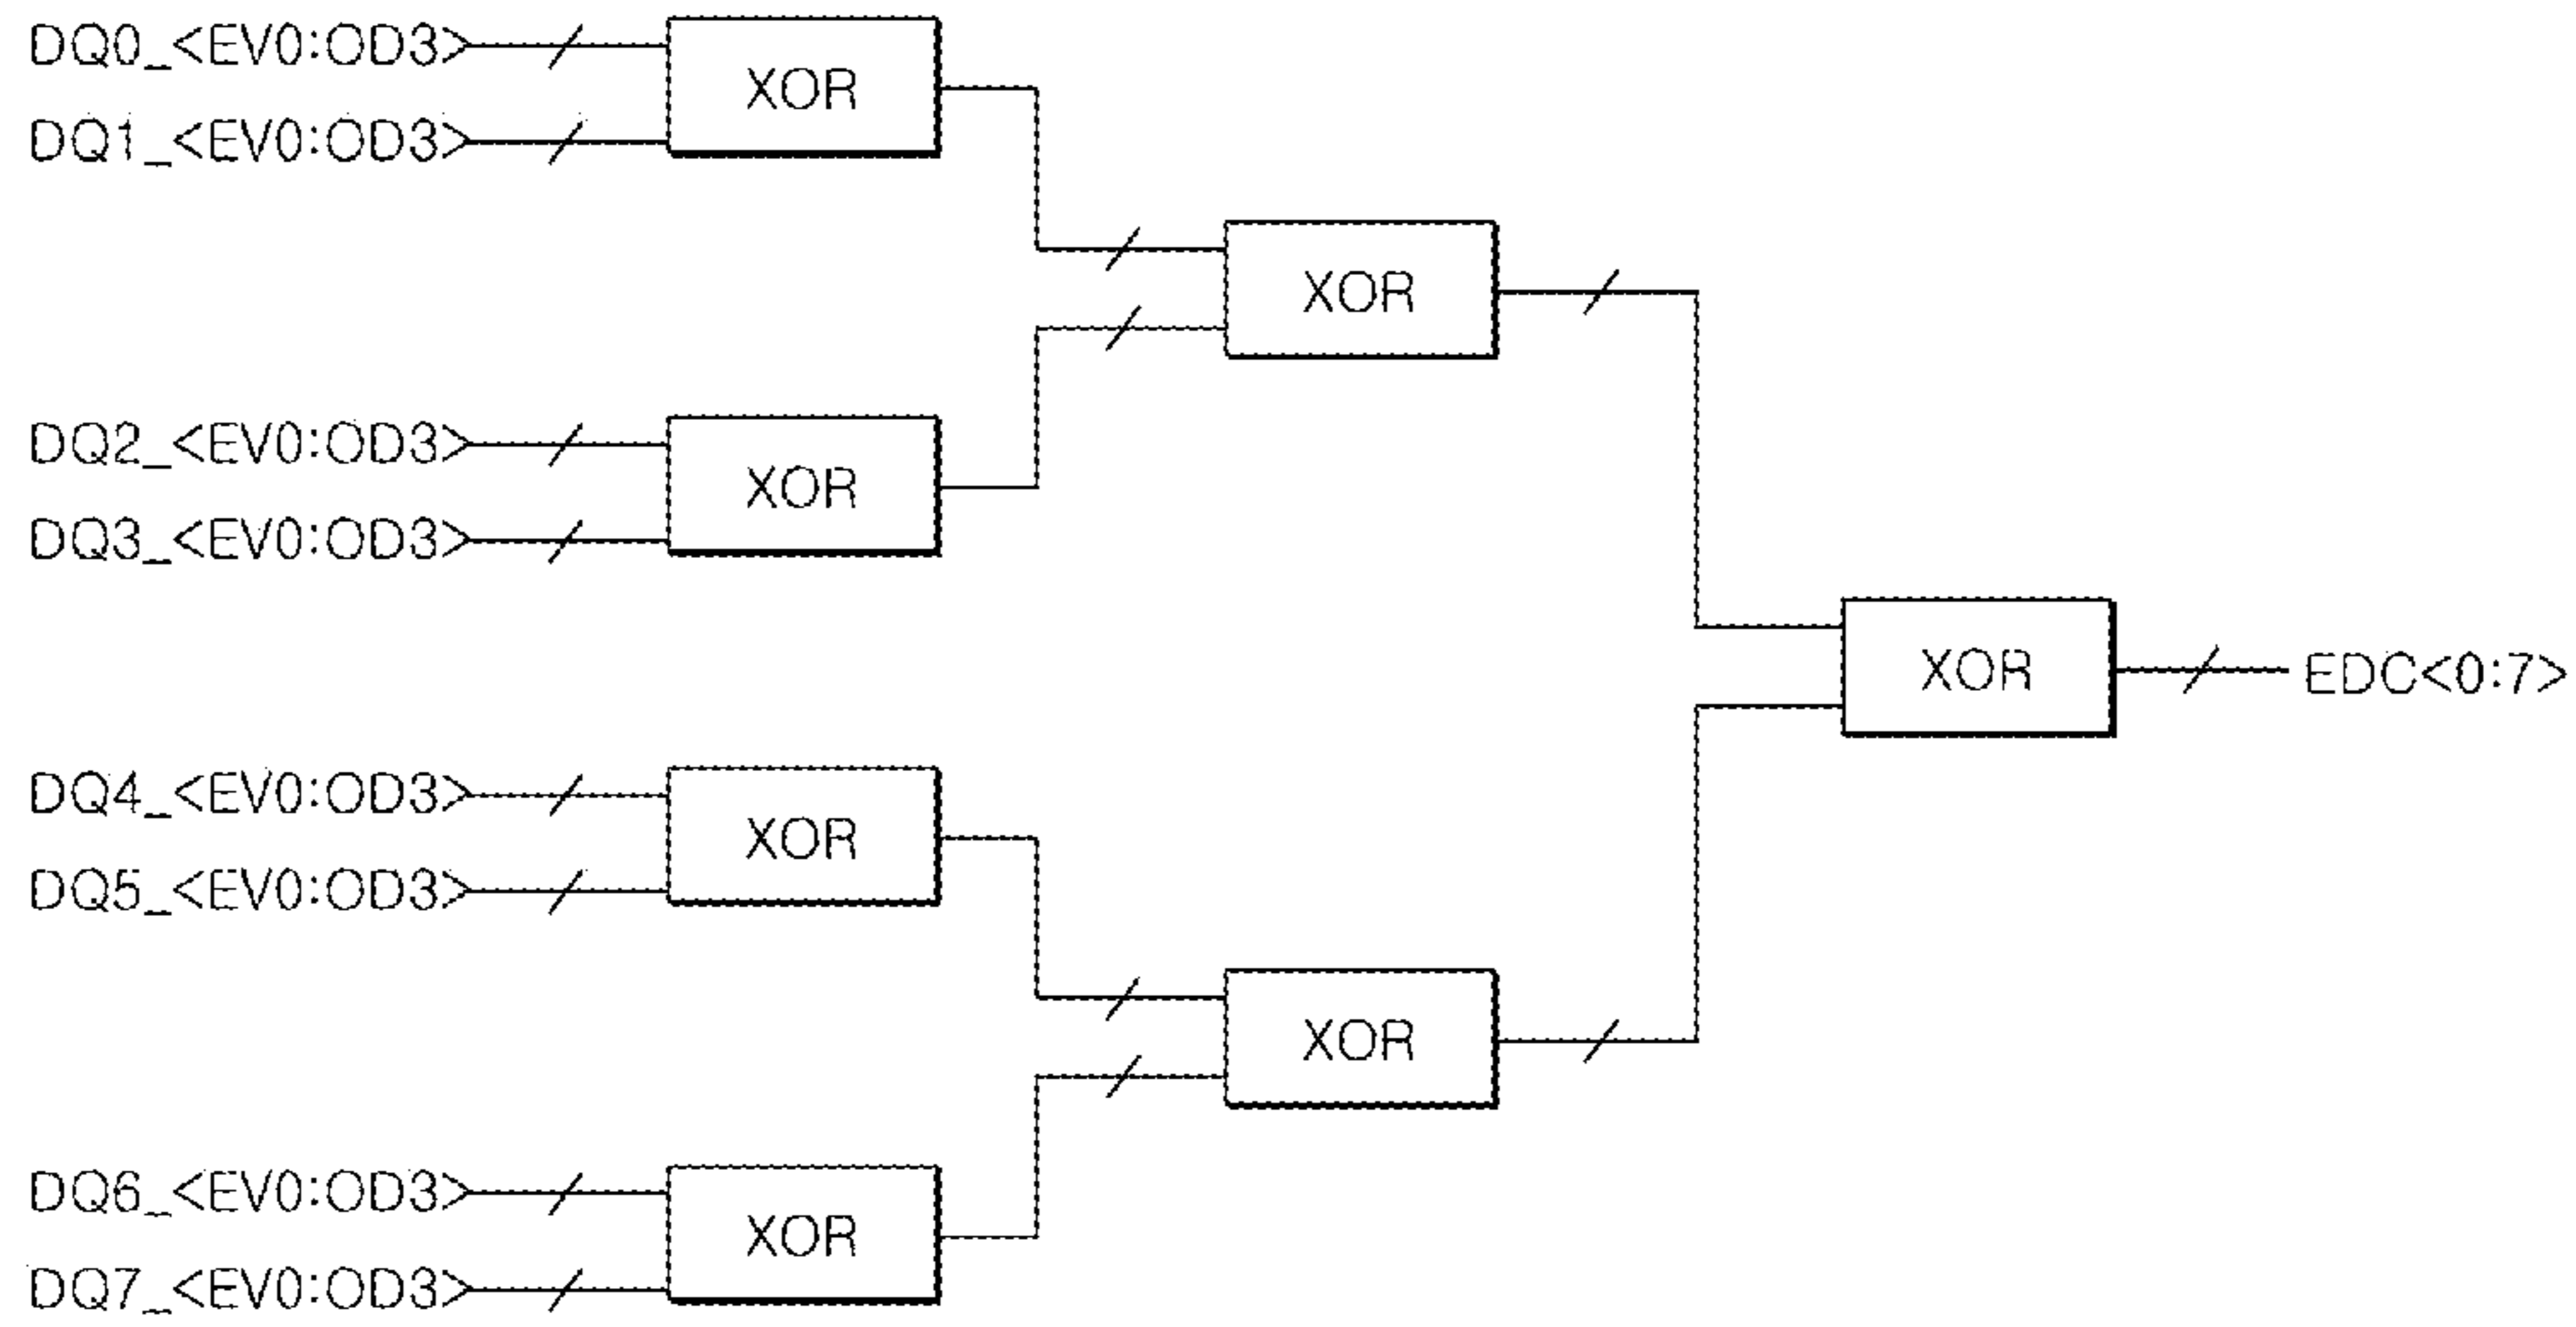 DQ0_<EV0:OD3>
XOR
DQ1_<EV0:OD3>
XOR
DQ2_<EV0:OD3>
XOR
DQ3_<EV0:OD3>
XOR
EDC<0:7>
DQ4_<EV0:OD3>
XOR
DQ5_<EV0:OD3>
XOR
DQ6_<EV0:OD3>
XOR
DQ7_<EV0:OD3>